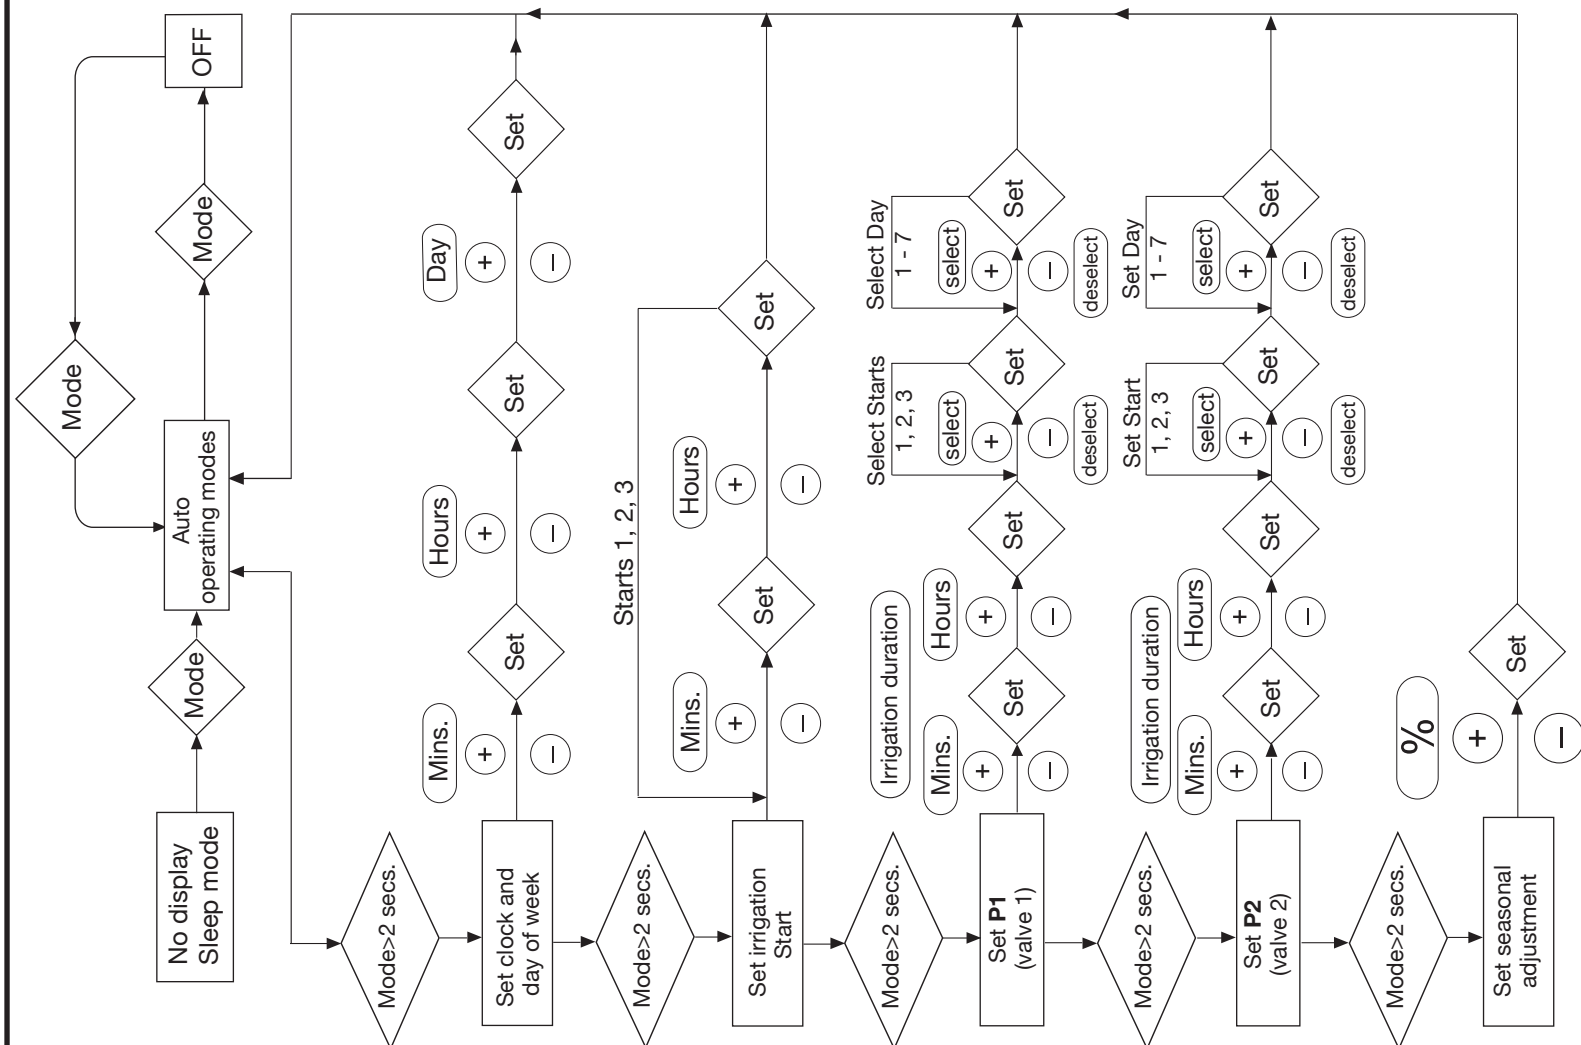 Mode
No display
Sleep mode
Mode
Auto
operating modes
Mode
OFF
Mode>2 secs.
Set clock and
day of week
Mins.
+
−
Set
Hours
+
−
Set
Day
+
−
Set
Mode>2 secs.
Set irrigation
Start
Starts 1, 2, 3
Mins.
+
−
Set
Hours
+
−
Set
Mode>2 secs.
Set P1
(valve 1)
Irrigation duration
Mins.
+
−
Set
Hours
+
−
Set
Select Starts
1, 2, 3
select
+
−
deselect
Set
Select Day
1 - 7
select
+
−
deselect
Set
Mode>2 secs.
Set P2
(valve 2)
Irrigation duration
Mins.
+
−
Set
Hours
+
−
Set
Set Start
1, 2, 3
select
+
−
deselect
Set
Set Day
1 - 7
select
+
−
deselect
Set
Mode>2 secs.
Set seasonal
adjustment
%
+
−
Set